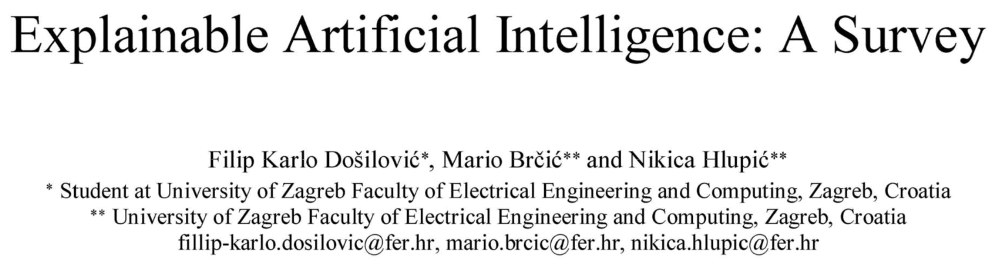 Explainable Artificial Intelligence: A Survey
Filip Karlo Došilović*, Mario Brčić** and Nikica Hlupić**
* Student at University of Zagreb Faculty of Electrical Engineering and Computing, Zagreb, Croatia
** University of Zagreb Faculty of Electrical Engineering and Computing, Zagreb, Croatia
fillip-karlo.dosilovic@fer.hr, mario.brcic@fer.hr, nikica.hlupic@fer.hr